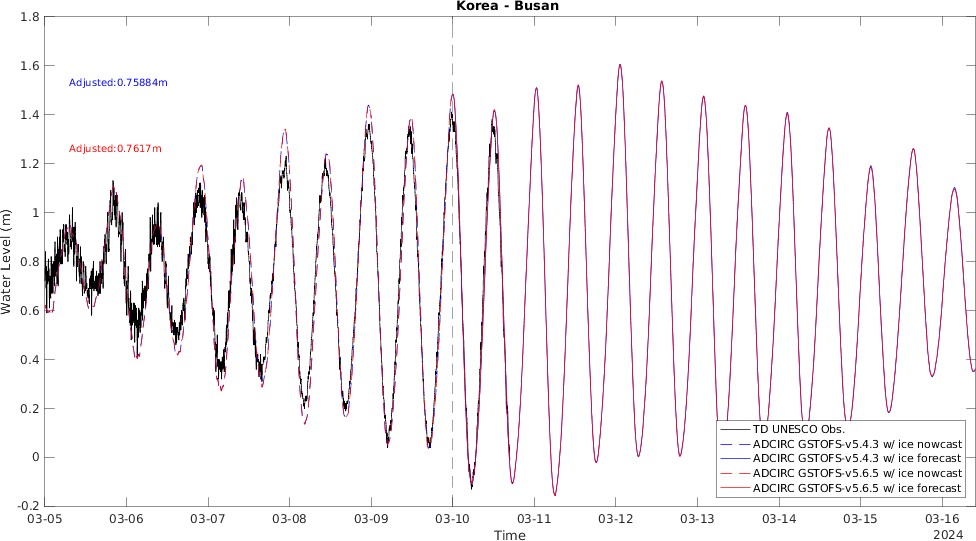 Korea - Busan
1.8
1.6
1.4
1.2
1
0.8
0.6
0.4
0.2
0
-0.2
Water Level (m)
Adjusted:0.75884m
Adjusted:0.7617m
TD UNESCO Obs.
ADCIRC GSTOFS-v5.4.3 w/ ice nowcast
ADCIRC GSTOFS-v5.4.3 w/ ice forecast
ADCIRC GSTOFS-v5.6.5 w/ ice nowcast
ADCIRC GSTOFS-v5.6.5 w/ ice forecast
03-05 03-06 03-07 03-08 03-09 03-10 03-11 03-12 03-13 03-14 03-15 03-16
Time
2024